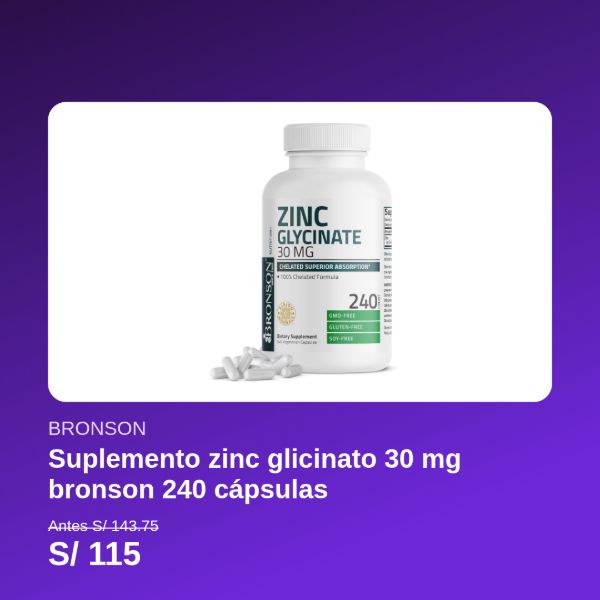 ZINC
GLYCINATE
30 MG
CHELATED SUPERIOR ABSORPTION*
• 100% Chelated Formula
BRONSON
240
GMO-FREE
GLUTEN-FREE
SOY-FREE
Dietary Supplement
BRONSON
Suplemento zinc glicinato 30 mg
bronson 240 cápsulas
Antes S/ 143.75
S/ 115